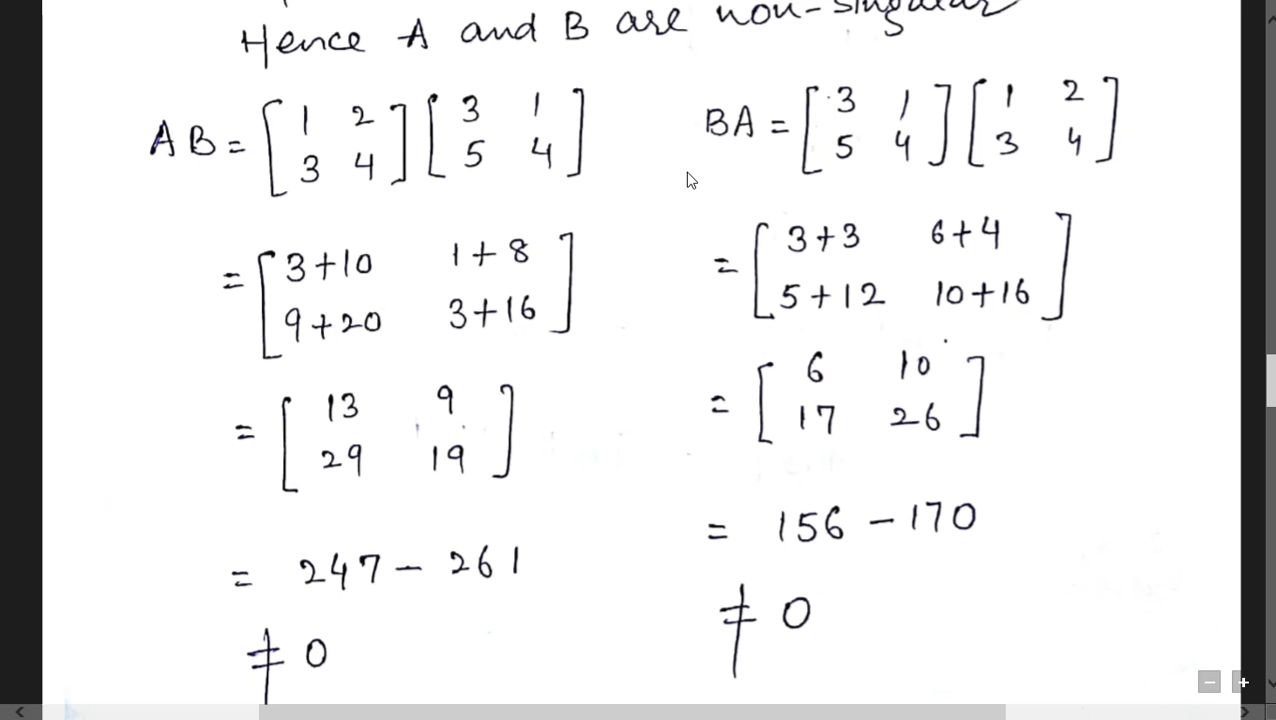 Hence A and B are non-singular
AB = [ 1 2
3 4 ] [ 3 1
5 4 ]
= [ 3+10 1+8
9+20 3+16 ]
= [ 13 9
29 19 ]
= 247 - 261
≠ 0
BA = [ 3 1
5 4 ] [ 1 2
3 4 ]
= [ 3+3 6+4
5+12 10+16 ]
= [ 6 10
17 26 ]
= 156 - 170
≠ 0